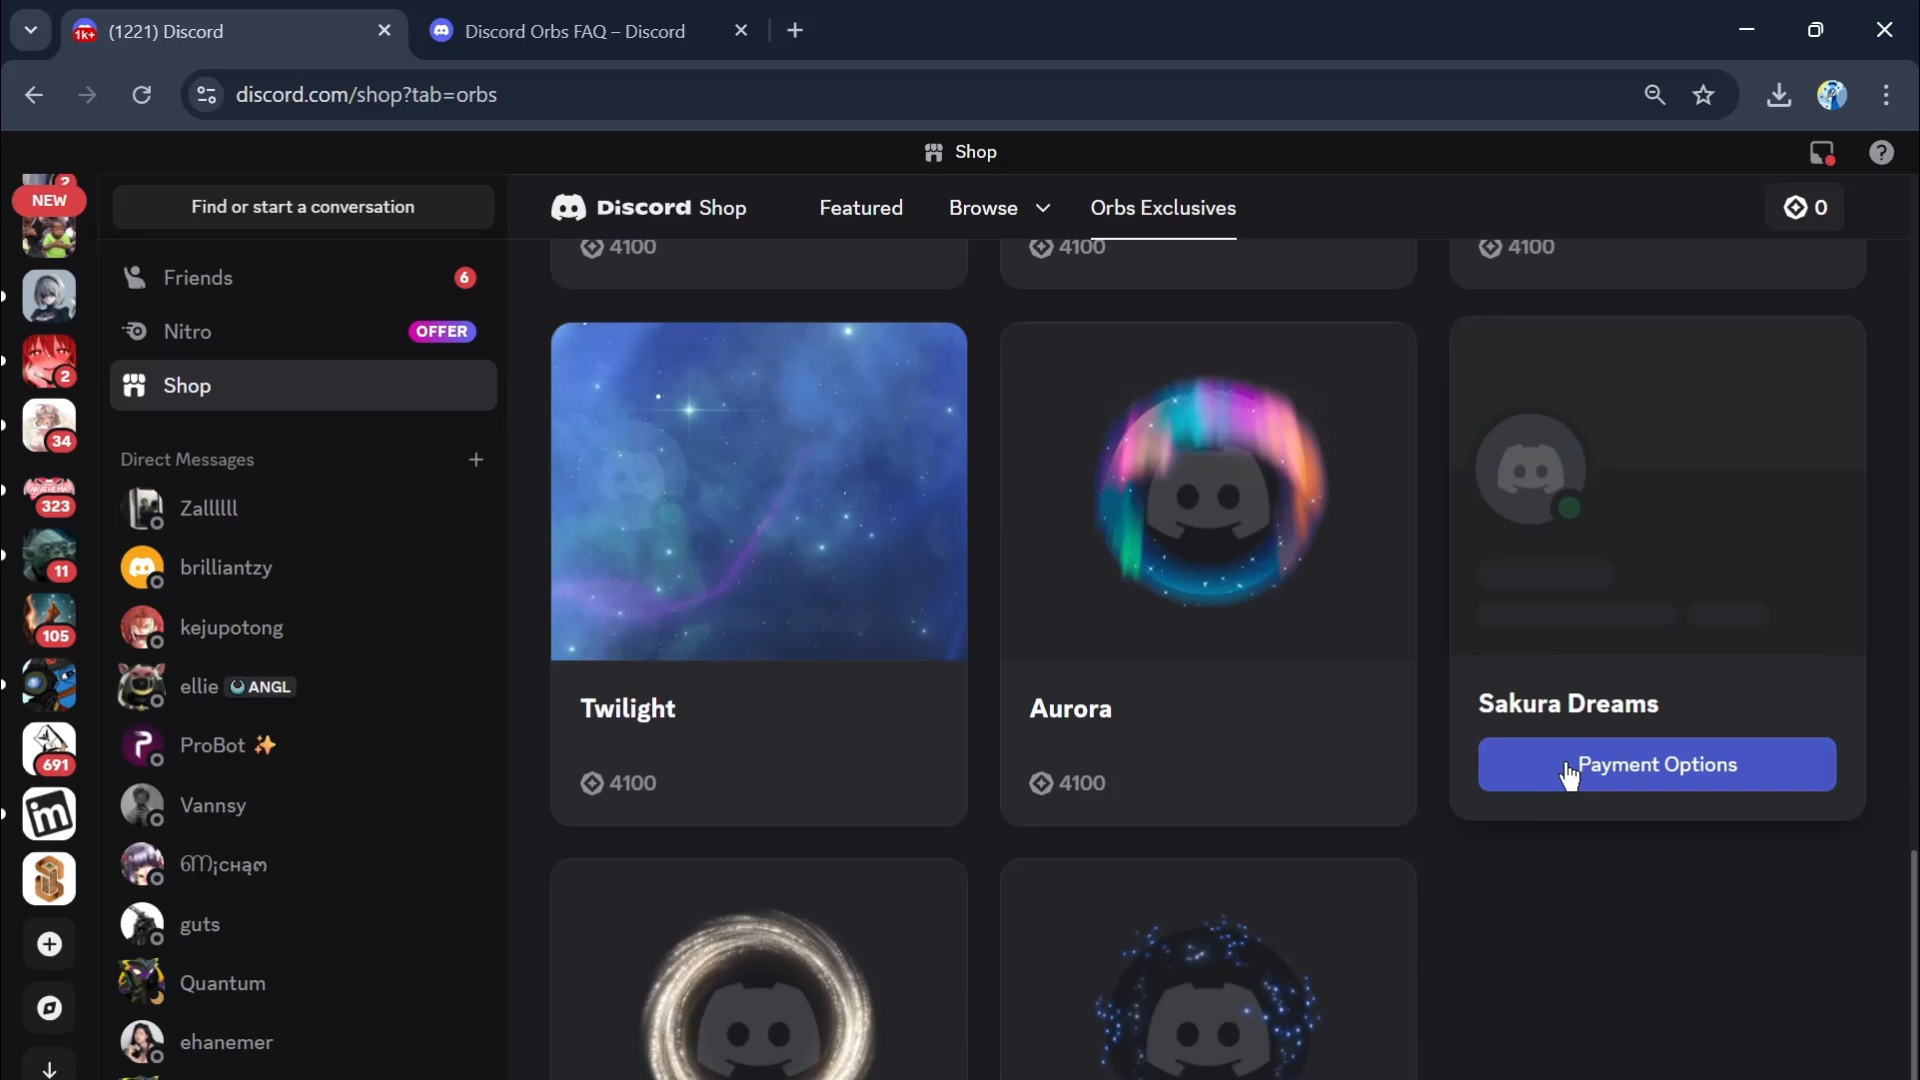 (1221) Discord
Discord Orbs FAQ – Discord
discord.com/shop?tab=orbs
Shop
NEW
2
2
34
323
11
105
691
Find or start a conversation
Friends
6
Nitro
OFFER
Shop
Direct Messages
Zallllll
brilliantzy
kejupotong
ellie ANGL
ProBot ✨
Vannsy
guts
Quantum
ehanemer
Discord Shop
Featured
Browse
Orbs Exclusives
0
4100
4100
4100
Twilight
4100
Aurora
4100
Sakura Dreams
Payment Options